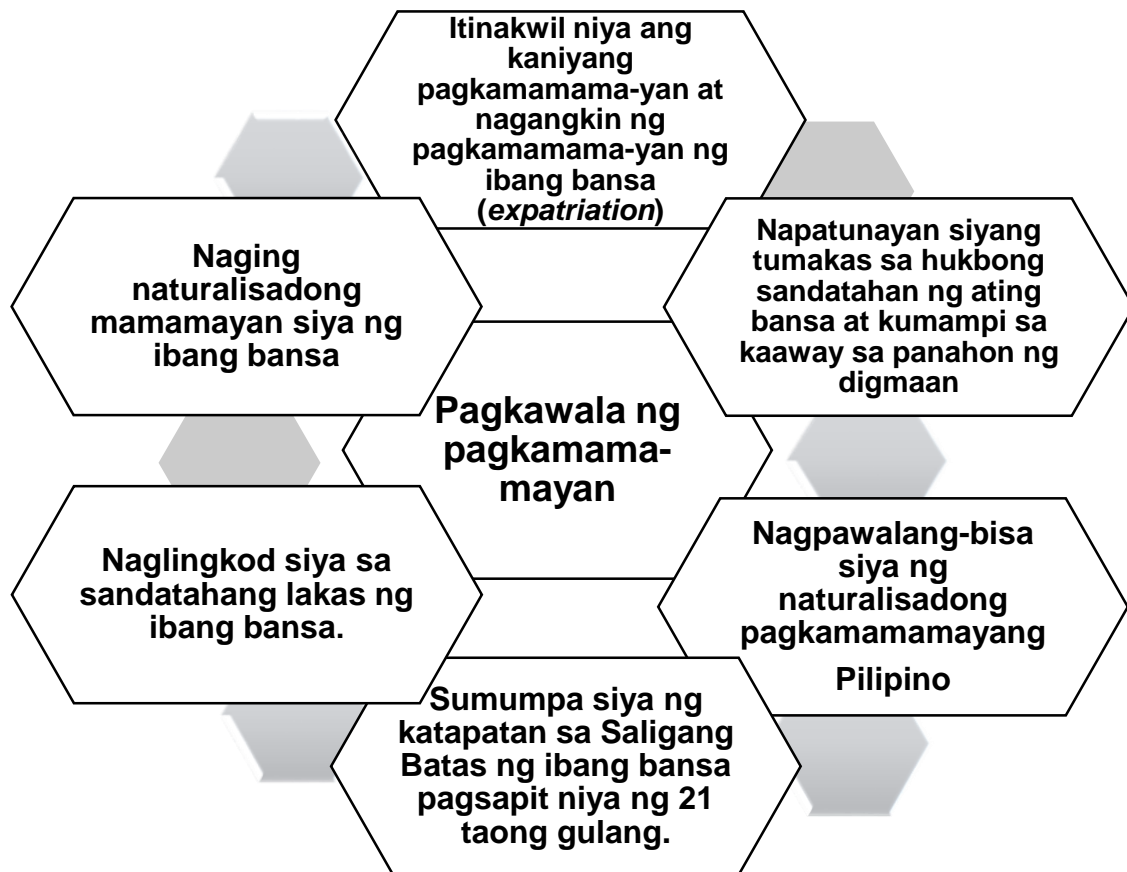 Itinakwil niya ang
kaniyang
pagkamamama-yan at
nagangkin ng
pagkamamama-yan ng
ibang bansa
(expatriation)
Naging
naturalisadong
mamamayan siya ng
ibang bansa
Napatunayan siyang
tumakas sa hukbong
sandatahan ng ating
bansa at kumampi sa
kaaway sa panahon ng
digmaan
Pagkawala ng
pagkamama-
mayan
Naglingkod siya sa
sandatahang lakas ng
ibang bansa.
Nagpawalang-bisa
siya ng
naturalisadong
pagkamamamayang
Pilipino
Sumumpa siya ng
katapatan sa Saligang
Batas ng ibang bansa
pagsapit niya ng 21
taong gulang.